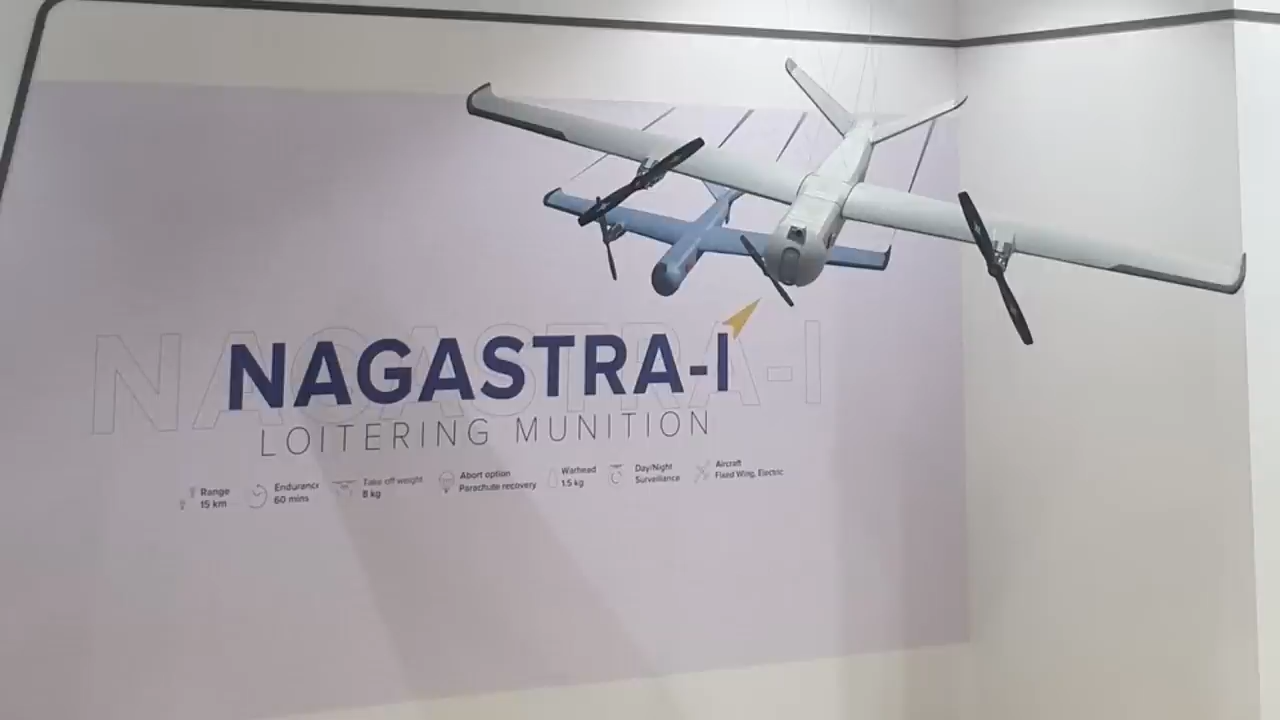 NAGASTRA-I
NAGASTRA-I
LOITERING MUNITION
Range
15 km
Endurance
60 mins
Take off weight
8 kg
Abort option
Parachute recovery
Warhead
1.5 kg
Day/Night
Surveillance
Aircraft
Fixed Wing, Electric